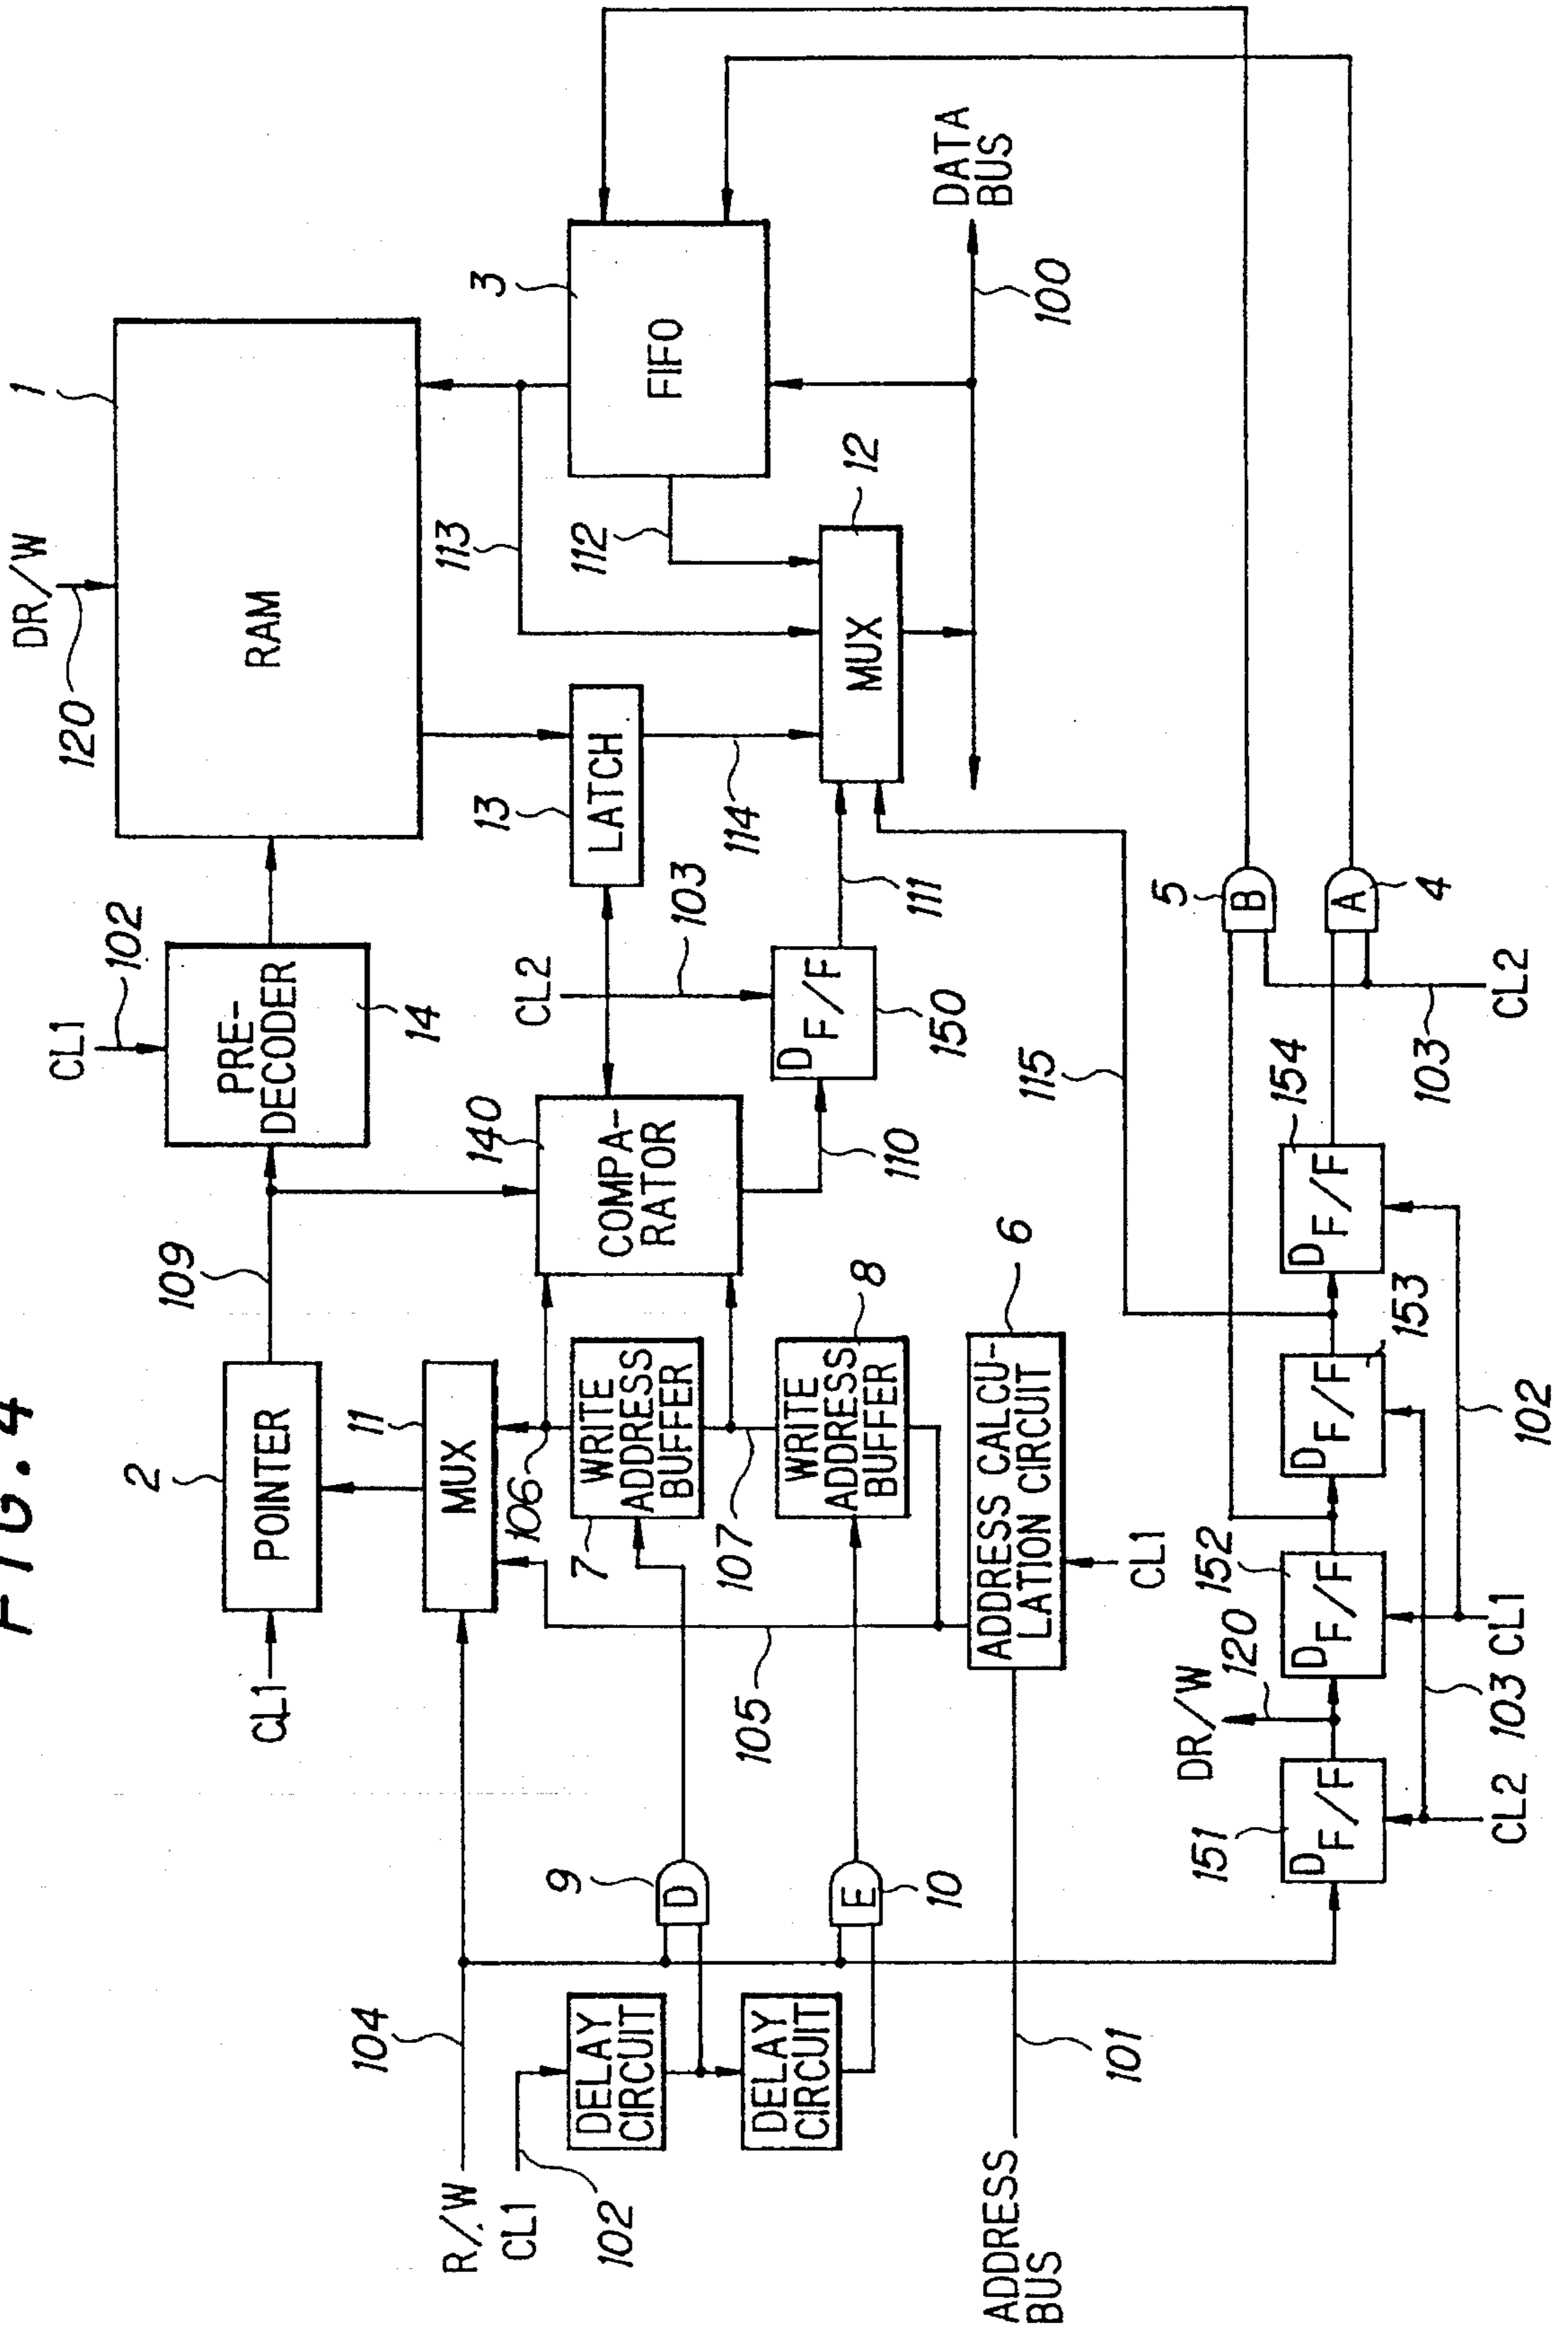 FIG. 4
CL1
2
POINTER
109
CL1
102
PRE-
DECODER
14
DR/W
120
1
RAM
104
R/W
CL1
102
DELAY
CIRCUIT
DELAY
CIRCUIT
9
D
E
10
105
11
MUX
106
7
WRITE
ADDRESS
BUFFER
107
WRITE
ADDRESS
BUFFER
8
140
COMPA-
RATOR
110
CL2
103
D
F/F
150
111
13
LATCH
114
113
112
MUX
12
3
FIFO
DATA
BUS
100
ADDRESS
BUS
101
ADDRESS CALCU-
LATION CIRCUIT
6
CL1
115
151
D
F/F
CL2
DR/W
120
152
D
F/F
CL1
103
D
F/F
153
102
D
F/F
154
5
B
A
4
103
CL2